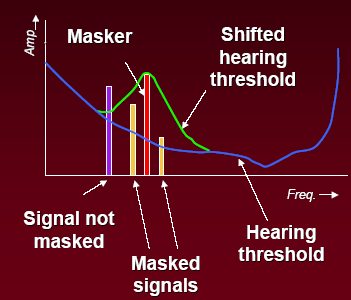 Amp
Masker
Shifted
hearing
threshold
Freq.
Signal not
masked
Masked
signals
Hearing
threshold